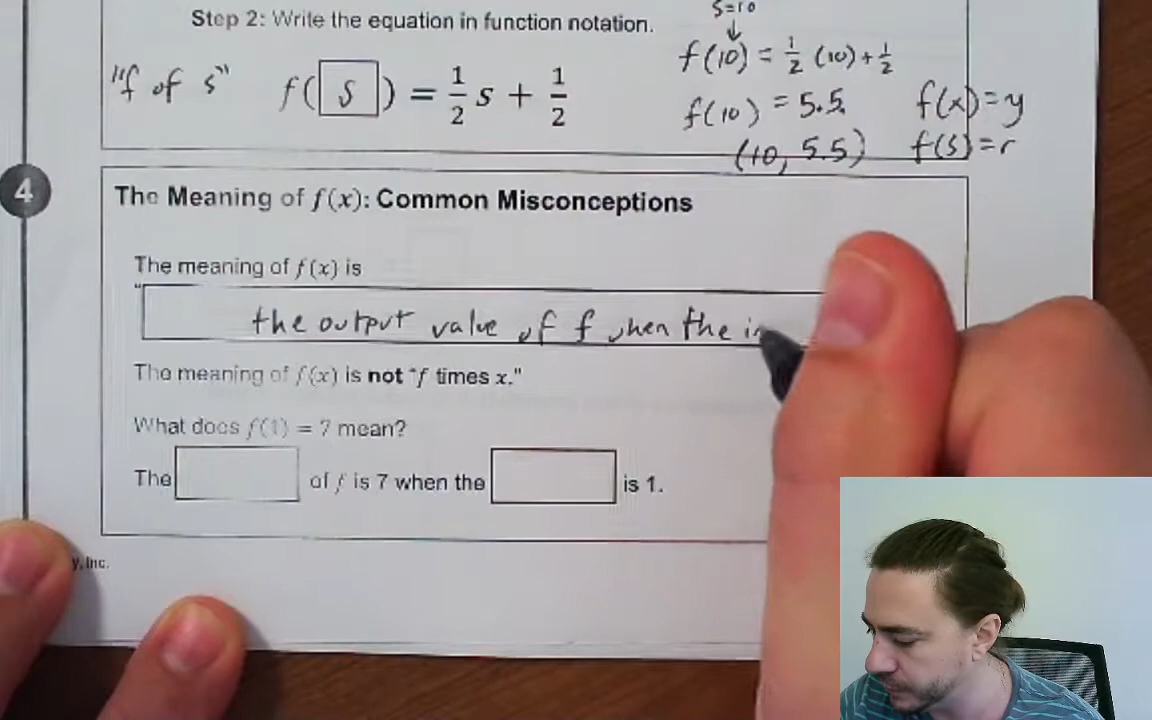 Step 2: Write the equation in function notation.
s=10
↓
f(10) = 1/2 (10) + 1/2
"f of s" f(s) = 1/2 s + 1/2
f(10) = 5.5
f(x)=y
(10, 5.5)
f(s)=r
4
The Meaning of f(x): Common Misconceptions
The meaning of f(x) is
the output value of f when the in
The meaning of f(x) is not "f times x."
What does f(1) = 7 mean?
The of f is 7 when the is 1.
y, Inc.